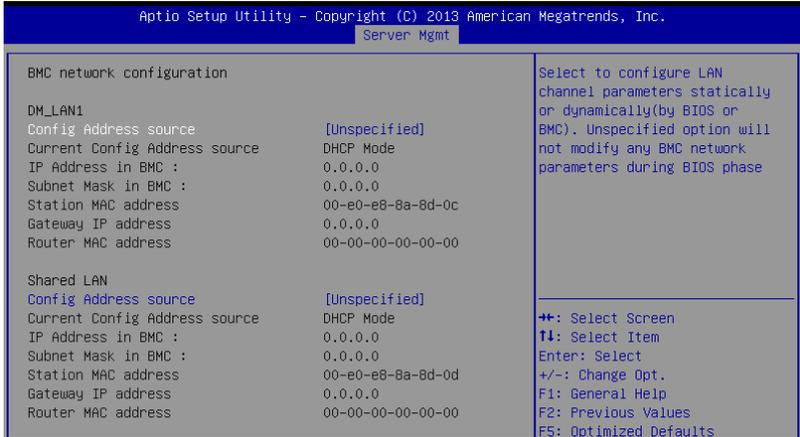 Aptio Setup Utility – Copyright (C) 2013 American Megatrends, Inc.
Server Mgmt
BMC network configuration
DM_LAN1
Config Address source [Unspecified]
Current Config Address source DHCP Mode
IP Address in BMC : 0.0.0.0
Subnet Mask in BMC : 0.0.0.0
Station MAC address 00-e0-e8-8a-8d-0c
Gateway IP address 0.0.0.0
Router MAC address 00-00-00-00-00-00
Shared LAN
Config Address source [Unspecified]
Current Config Address source DHCP Mode
IP Address in BMC : 0.0.0.0
Subnet Mask in BMC : 0.0.0.0
Station MAC address 00-e0-e8-8a-8d-0d
Gateway IP address 0.0.0.0
Router MAC address 00-00-00-00-00-00
Select to configure LAN
channel parameters statically
or dynamically(by BIOS or
BMC). Unspecified option will
not modify any BMC network
parameters during BIOS phase
→←: Select Screen
↑↓: Select Item
Enter: Select
+/-: Change Opt.
F1: General Help
F2: Previous Values
F5: Optimized Defaults